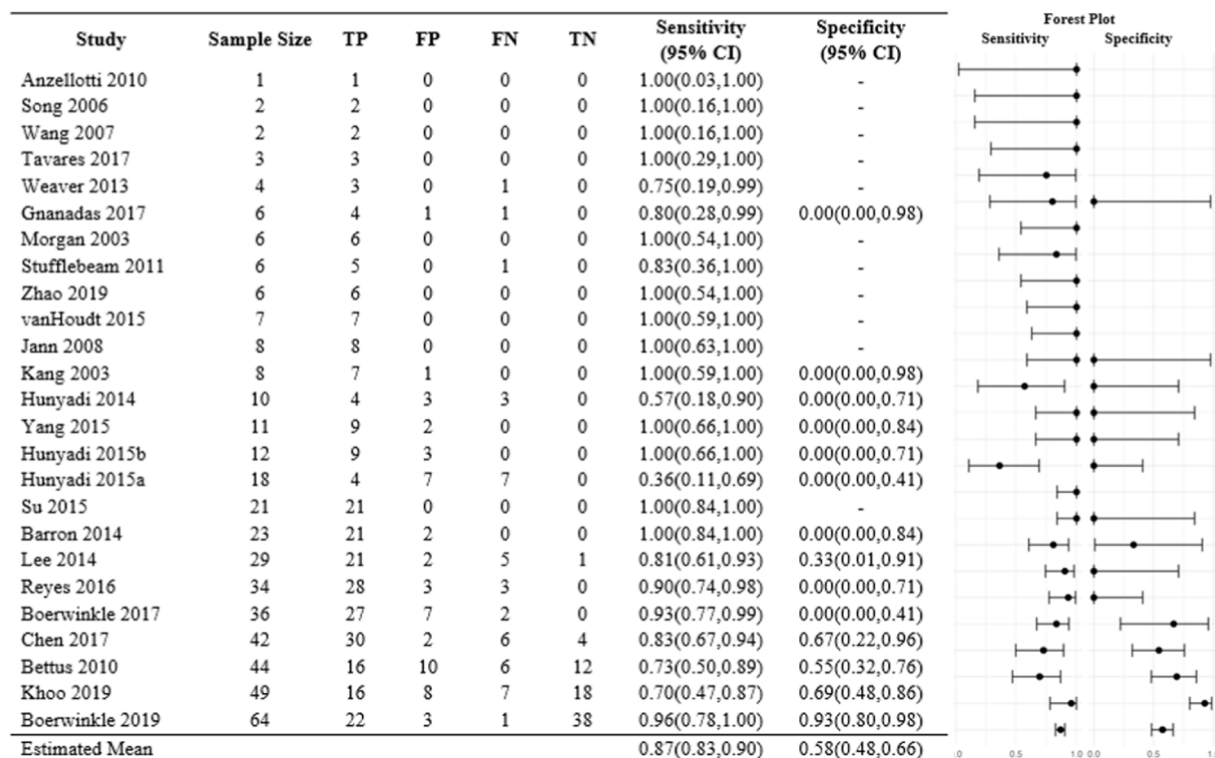 Study Sample Size TP FP FN TN Sensitivity (95% CI) Specificity (95% CI)
Forest Plot
Sensitivity Specificity
Anzellotti 2010 1 1 0 0 0 1.00(0.03,1.00) -
Song 2006 2 2 0 0 0 1.00(0.16,1.00) -
Wang 2007 2 2 0 0 0 1.00(0.16,1.00) -
Tavares 2017 3 3 0 0 0 1.00(0.29,1.00) -
Weaver 2013 4 3 0 1 0 0.75(0.19,0.99) -
Gnanadas 2017 6 4 1 1 0 0.80(0.28,0.99) 0.00(0.00,0.98)
Morgan 2003 6 6 0 0 0 1.00(0.54,1.00) -
Stufflebeam 2011 6 5 0 1 0 0.83(0.36,1.00) -
Zhao 2019 6 6 0 0 0 1.00(0.54,1.00) -
vanHoudt 2015 7 7 0 0 0 1.00(0.59,1.00) -
Jann 2008 8 8 0 0 0 1.00(0.63,1.00) -
Kang 2003 8 7 1 0 0 1.00(0.59,1.00) 0.00(0.00,0.98)
Hunyadi 2014 10 4 3 3 0 0.57(0.18,0.90) 0.00(0.00,0.71)
Yang 2015 11 9 2 0 0 1.00(0.66,1.00) 0.00(0.00,0.84)
Hunyadi 2015b 12 9 3 0 0 1.00(0.66,1.00) 0.00(0.00,0.71)
Hunyadi 2015a 18 4 7 7 0 0.36(0.11,0.69) 0.00(0.00,0.41)
Su 2015 21 21 0 0 0 1.00(0.84,1.00) -
Barron 2014 23 21 2 0 0 1.00(0.84,1.00) 0.00(0.00,0.84)
Lee 2014 29 21 2 5 1 0.81(0.61,0.93) 0.33(0.01,0.91)
Reyes 2016 34 28 3 3 0 0.90(0.74,0.98) 0.00(0.00,0.71)
Boerwinkle 2017 36 27 7 2 0 0.93(0.77,0.99) 0.00(0.00,0.41)
Chen 2017 42 30 2 6 4 0.83(0.67,0.94) 0.67(0.22,0.96)
Bettus 2010 44 16 10 6 12 0.73(0.50,0.89) 0.55(0.32,0.76)
Khoo 2019 49 16 8 7 18 0.70(0.47,0.87) 0.69(0.48,0.86)
Boerwinkle 2019 64 22 3 1 38 0.96(0.78,1.00) 0.93(0.80,0.98)
Estimated Mean 0.87(0.83,0.90) 0.58(0.48,0.66)
0.5 1.0 0.0 0.5